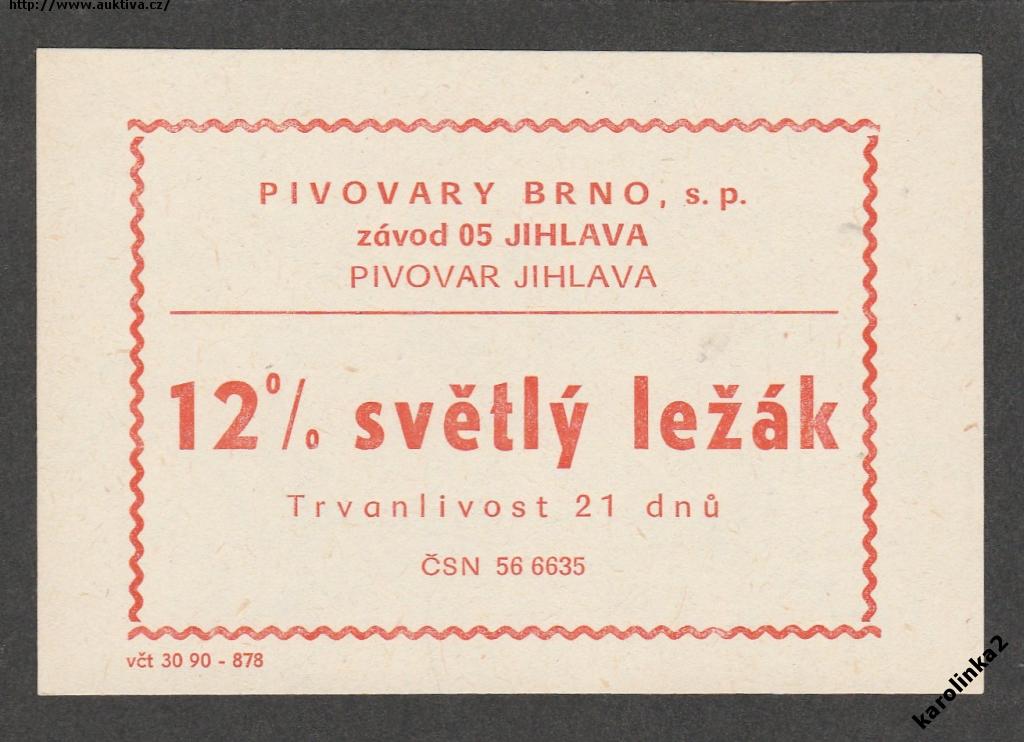 http://www.auktiva.cz/
PIVOVARY BRNO, s. p.
závod 05 JIHLAVA
PIVOVAR JIHLAVA
12% světlý ležák
Trvanlivost 21 dnů
ČSN 56 6635
včt 30 90 - 878
karolinka2